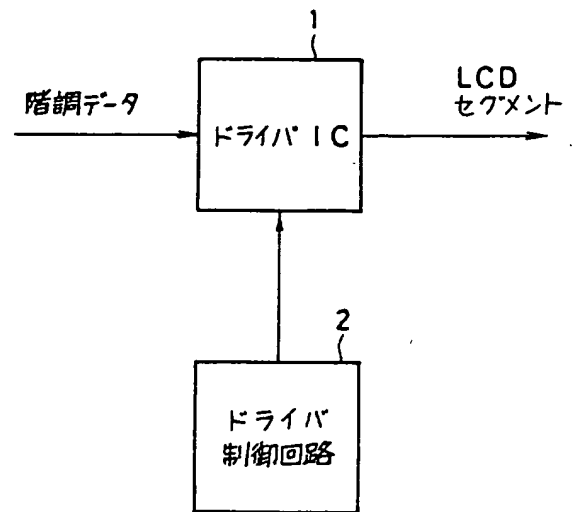 1
階調データ
ドライバIC
LCD
セグメント
2
ドライバ
制御回路